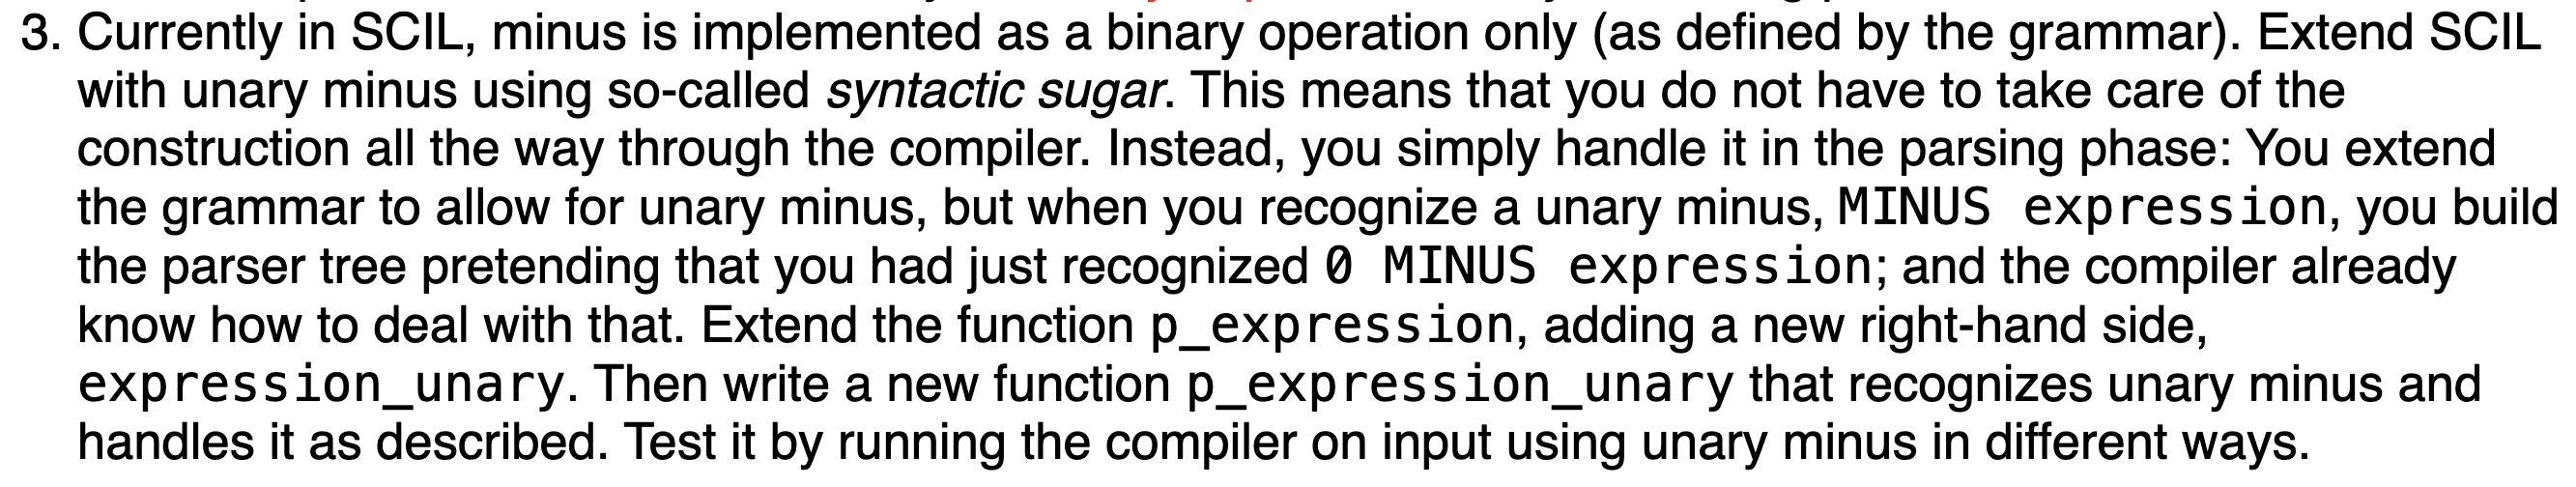 3. Currently in SCIL, minus is implemented as a binary operation only (as defined by the grammar). Extend SCIL
with unary minus using so-called syntactic sugar. This means that you do not have to take care of the
construction all the way through the compiler. Instead, you simply handle it in the parsing phase: You extend
the grammar to allow for unary minus, but when you recognize a unary minus, MINUS expression, you build
the parser tree pretending that you had just recognized 0 MINUS expression; and the compiler already
know how to deal with that. Extend the function p_expression, adding a new right-hand side,
expression_unary. Then write a new function p_expression_unary that recognizes unary minus and
handles it as described. Test it by running the compiler on input using unary minus in different ways.